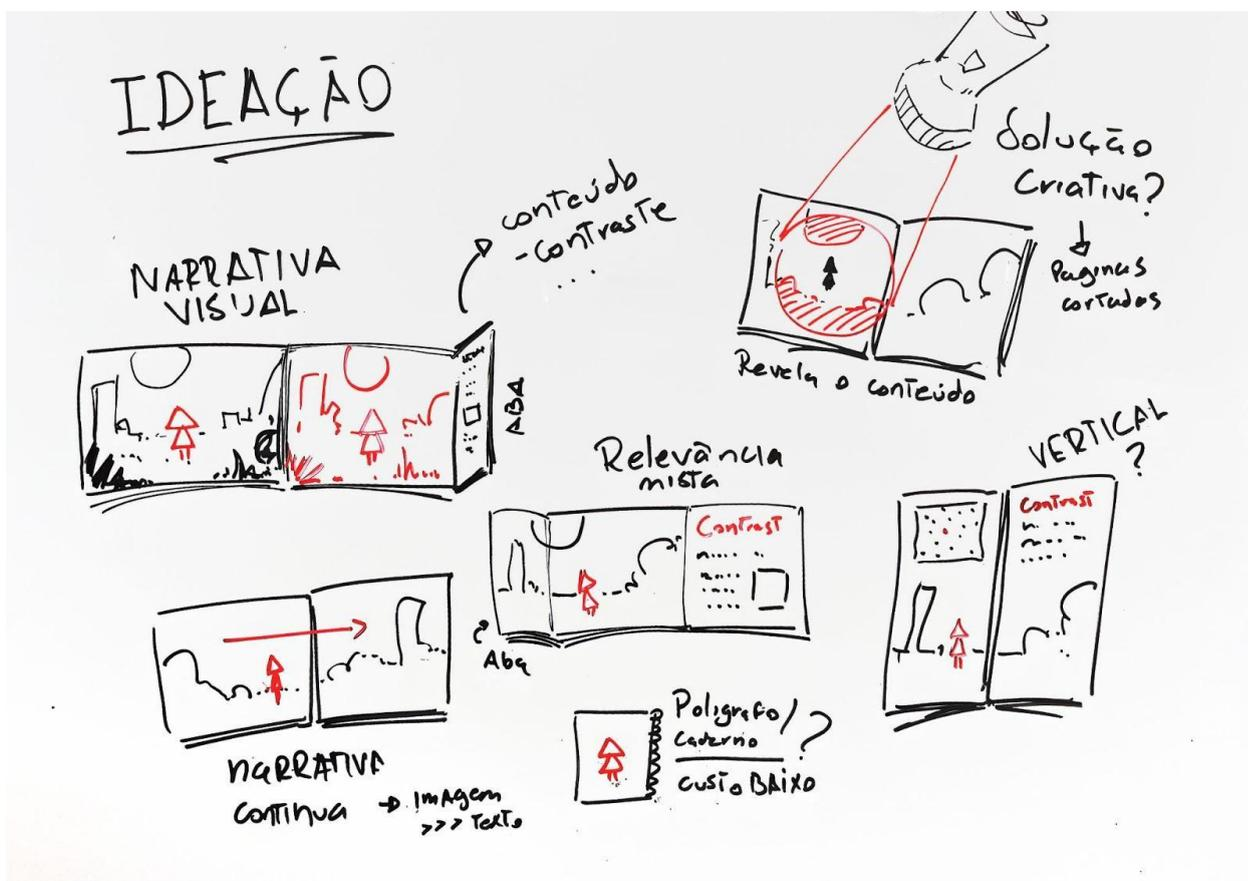 IDEAÇÃO
NARRATIVA
VISUAL
conteúdo
- contraste
...
ABA
Solução
Criativa?
Paginas
cortadas
Revela o conteúdo
Relevância
mista
Contrast
Aba
VERTICAL
?
Contrast
NARRATIVA
Continua → Imagem
>>> Texto
Poligrafo /
Caderno ?
Custo BAIXO